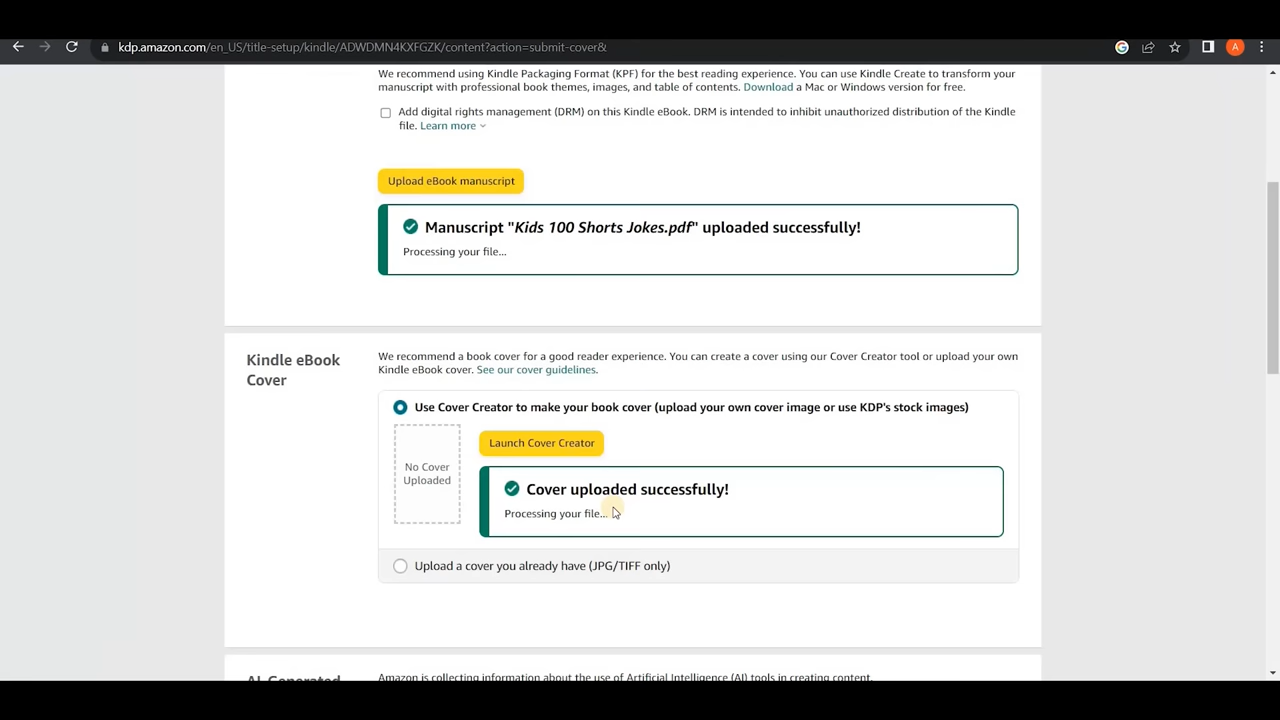 kdp.amazon.com/en_US/title-setup/kindle/ADWDMN4KXFGZK/content?action=submit-cover&
A
We recommend using Kindle Packaging Format (KPF) for the best reading experience. You can use Kindle Create to transform your
manuscript with professional book themes, images, and table of contents. Download a Mac or Windows version for free.
Add digital rights management (DRM) on this Kindle eBook. DRM is intended to inhibit unauthorized distribution of the Kindle
file. Learn more
Upload eBook manuscript
Manuscript "Kids 100 Shorts Jokes.pdf" uploaded successfully!
Processing your file...
Kindle eBook
Cover
We recommend a book cover for a good reader experience. You can create a cover using our Cover Creator tool or upload your own
Kindle eBook cover. See our cover guidelines.
Use Cover Creator to make your book cover (upload your own cover image or use KDP's stock images)
No Cover
Uploaded
Launch Cover Creator
Cover uploaded successfully!
Processing your file...
Upload a cover you already have (JPG/TIFF only)
AI-Generated
Amazon is collecting information about the use of Artificial Intelligence (AI) tools in creating content.